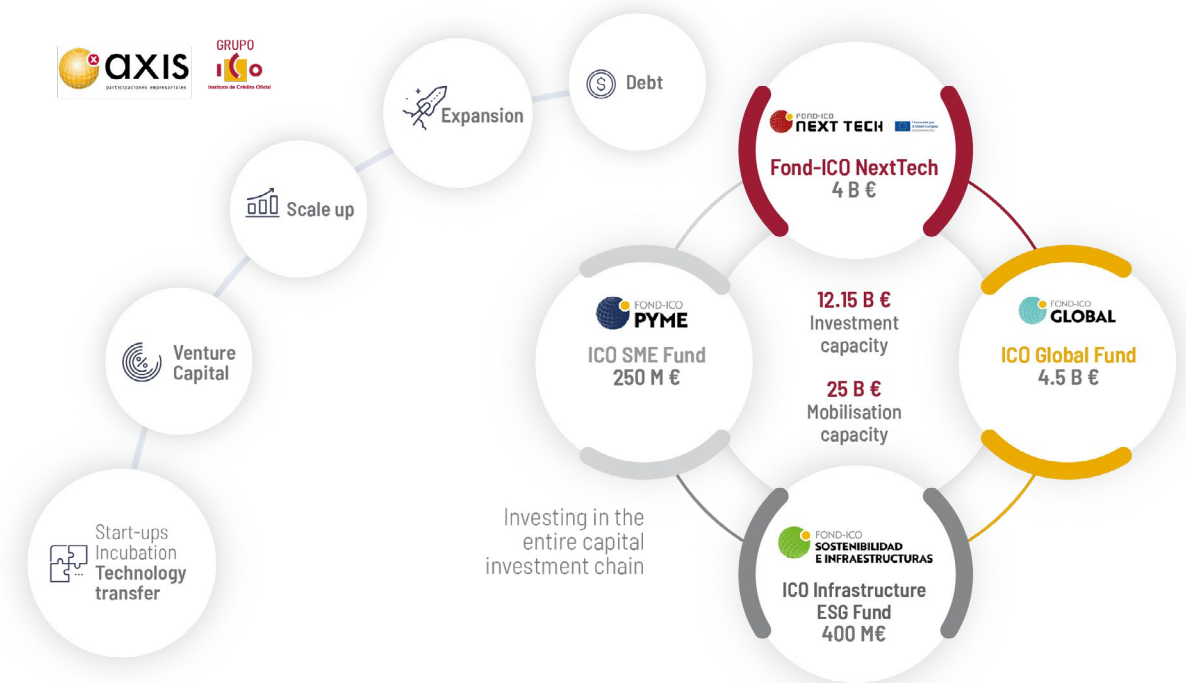 axis
participaciones empresariales
GRUPO
ICO
Instituto de Crédito Oficial
Debt
Expansion
Scale up
Venture
Capital
Start-ups
Incubation
Technology
transfer
FOND-ICO
NEXT TECH
Fond-ICO NextTech
4 B €
FOND-ICO
PYME
ICO SME Fund
250 M €
12.15 B €
Investment
capacity
25 B €
Mobilisation
capacity
FOND-ICO
GLOBAL
ICO Global Fund
4.5 B €
Investing in the
entire capital
investment chain
FOND-ICO
SOSTENIBILIDAD
E INFRAESTRUCTURAS
ICO Infrastructure
ESG Fund
400 M€